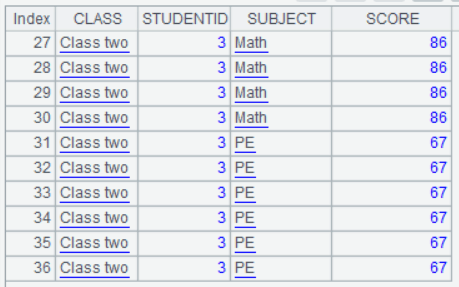 Index CLASS STUDENTID SUBJECT SCORE
27 Class two 3 Math 86
28 Class two 3 Math 86
29 Class two 3 Math 86
30 Class two 3 Math 86
31 Class two 3 PE 67
32 Class two 3 PE 67
33 Class two 3 PE 67
34 Class two 3 PE 67
35 Class two 3 PE 67
36 Class two 3 PE 67